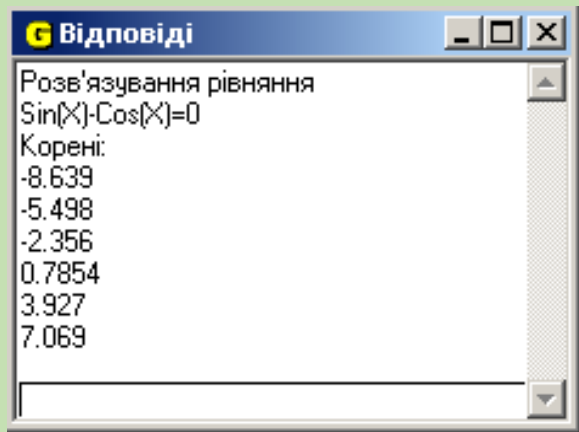 G Відповіді
Розв'язування рівняння
Sin(X)-Cos(X)=0
Корені:
-8.639
-5.498
-2.356
0.7854
3.927
7.069